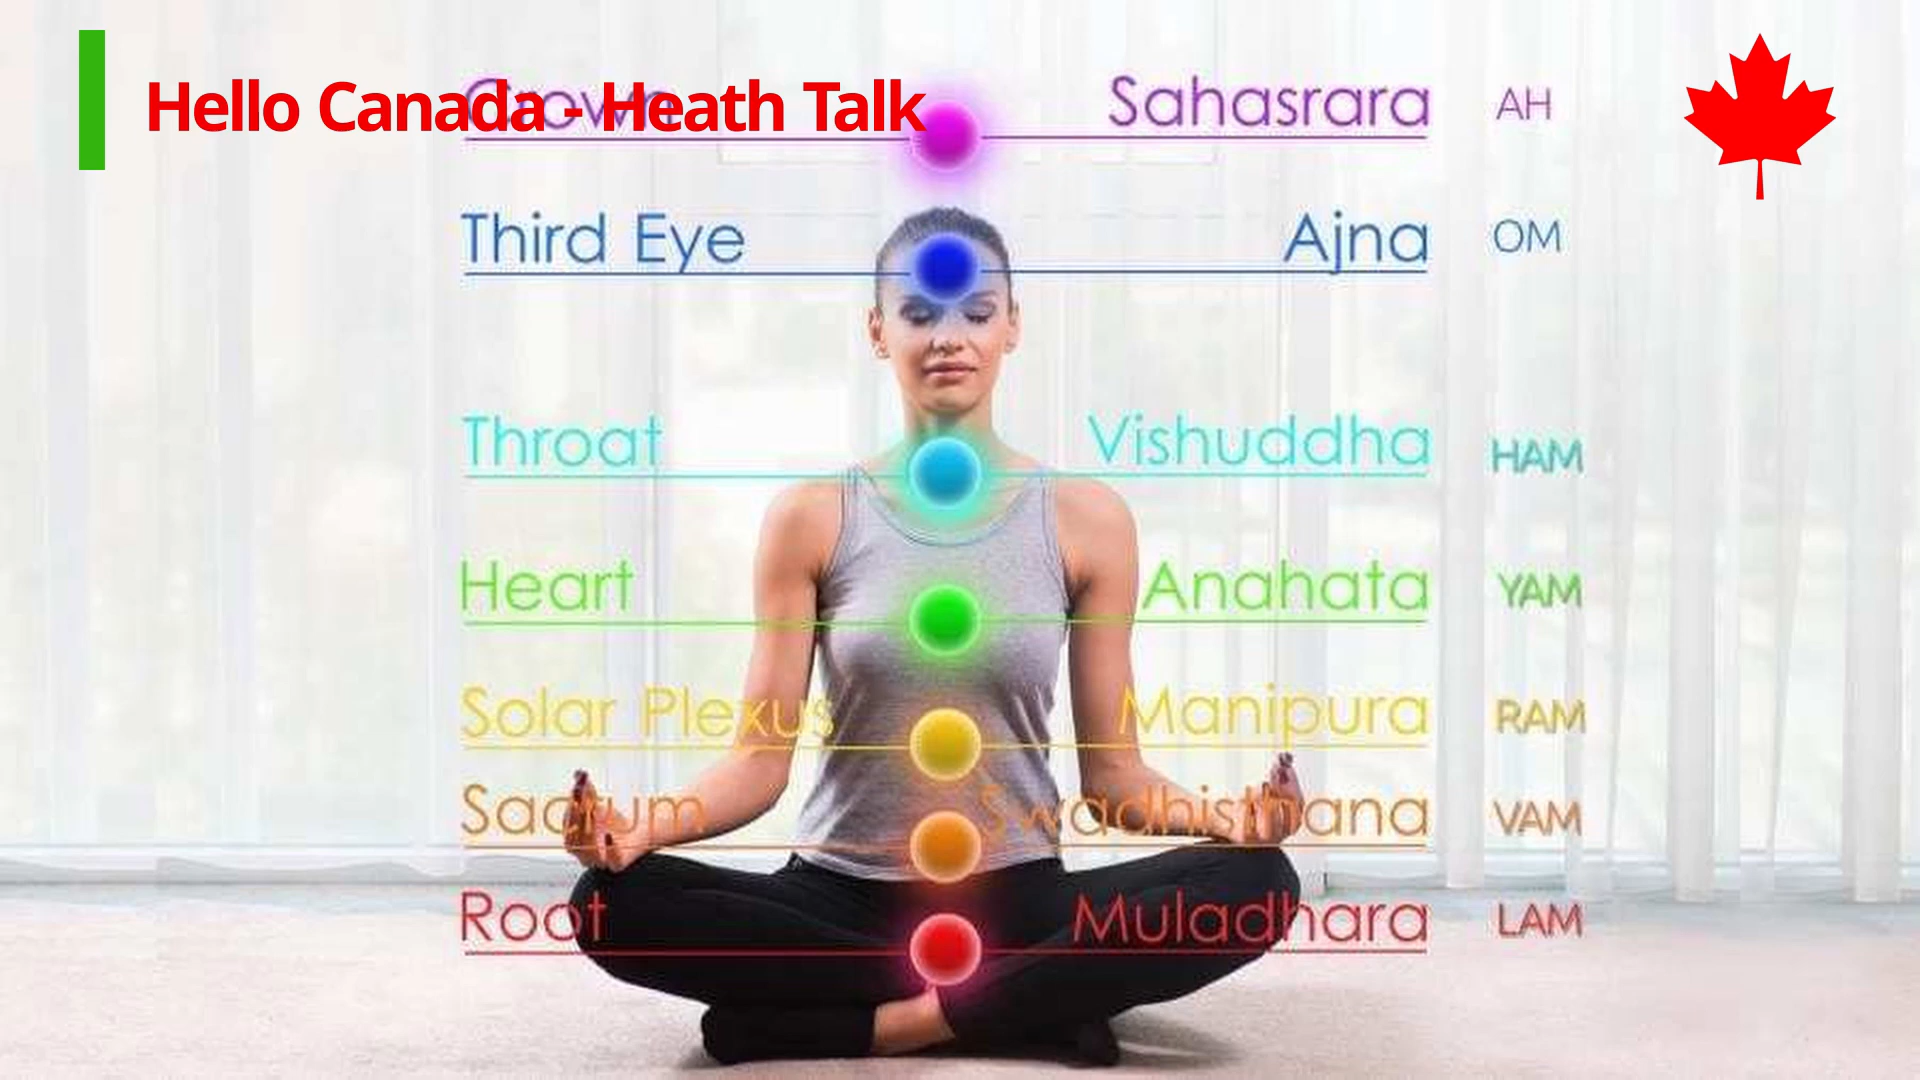 Hello Canada - Heath Talk
Crown Sahasrara AH
Third Eye Ajna OM
Throat Vishuddha HAM
Heart Anahata YAM
Solar Plexus Manipura RAM
Sacrum Swadhisthana VAM
Root Muladhara LAM